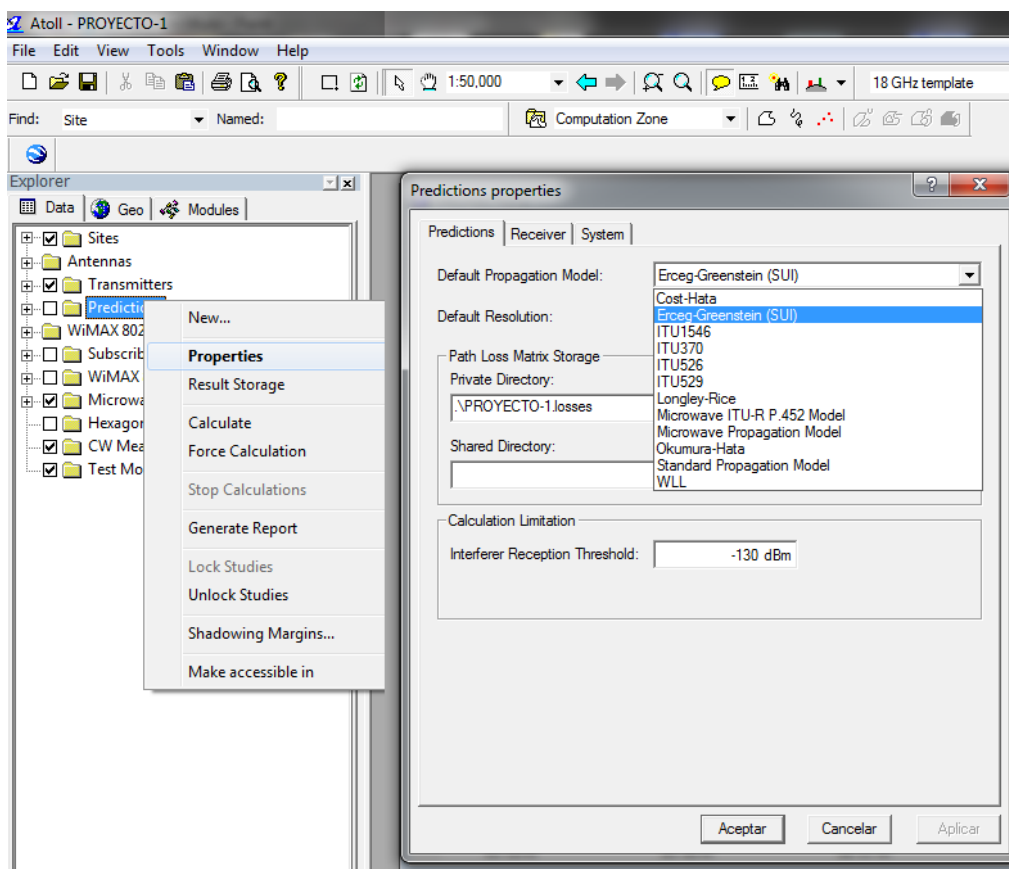 Atoll - PROYECTO-1
File Edit View Tools Window Help
1:50,000 18 GHz template
Find: Site Named: Computation Zone
Explorer
Data Geo Modules
Sites
Antennas
Transmitters
Predictio
WiMAX 802
Subscrib
WiMAX
Microwa
Hexagor
CW Mea
Test Mo
New...
Properties
Result Storage
Calculate
Force Calculation
Stop Calculations
Generate Report
Lock Studies
Unlock Studies
Shadowing Margins...
Make accessible in
Predictions properties
Predictions Receiver System
Default Propagation Model: Erceg-Greenstein (SUI)
Cost-Hata
Erceg-Greenstein (SUI)
ITU1546
ITU370
ITU526
ITU529
Longley-Rice
Microwave ITU-R P.452 Model
Microwave Propagation Model
Okumura-Hata
Standard Propagation Model
WLL
Default Resolution:
Path Loss Matrix Storage
Private Directory:
.\PROYECTO-1.losses
Shared Directory:
Calculation Limitation
Interferer Reception Threshold: -130 dBm
Aceptar Cancelar Aplicar